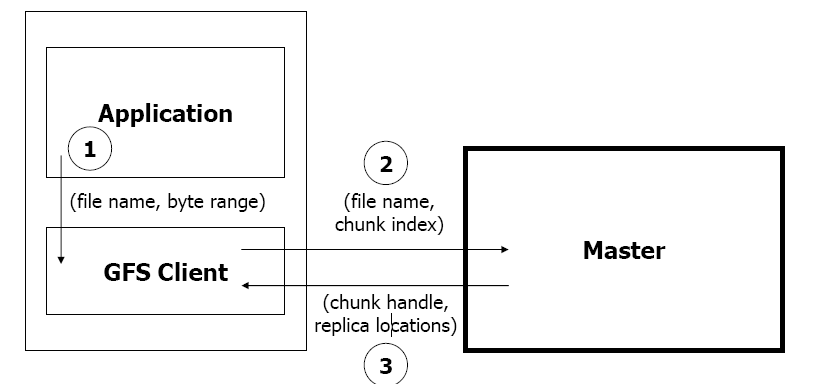 Application
1
(file name, byte range)
GFS Client
2
(file name,
chunk index)
Master
(chunk handle,
replica locations)
3